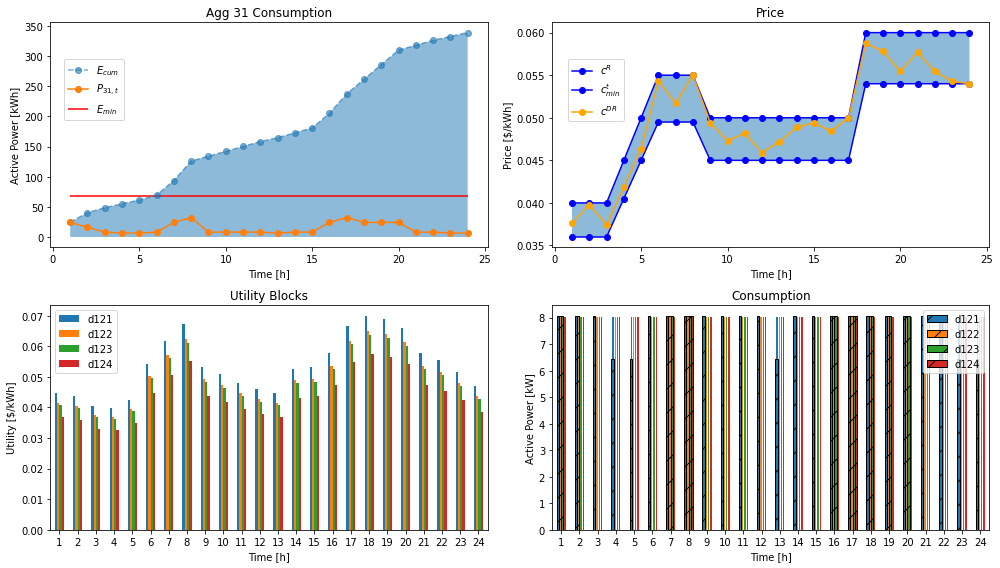 Agg 31 Consumption
Active Power [kWh]
350
300
250
200
150
100
50
0
E_cum
P_31,t
E_min
0 5 10 15 20 25
Time [h]
Price
Price [$/kWh]
0.060
0.055
0.050
0.045
0.040
0.035
c^R
c^t_min
c^DR
0 5 10 15 20 25
Time [h]
Utility Blocks
Utility [$/kWh]
0.07
0.06
0.05
0.04
0.03
0.02
0.01
0.00
d121
d122
d123
d124
1 2 3 4 5 6 7 8 9 10 11 12 13 14 15 16 17 18 19 20 21 22 23 24
Time [h]
Consumption
Active Power [kW]
8
7
6
5
4
3
2
1
0
d121
d122
d123
d124
1 2 3 4 5 6 7 8 9 10 11 12 13 14 15 16 17 18 19 20 21 22 23 24
Time [h]